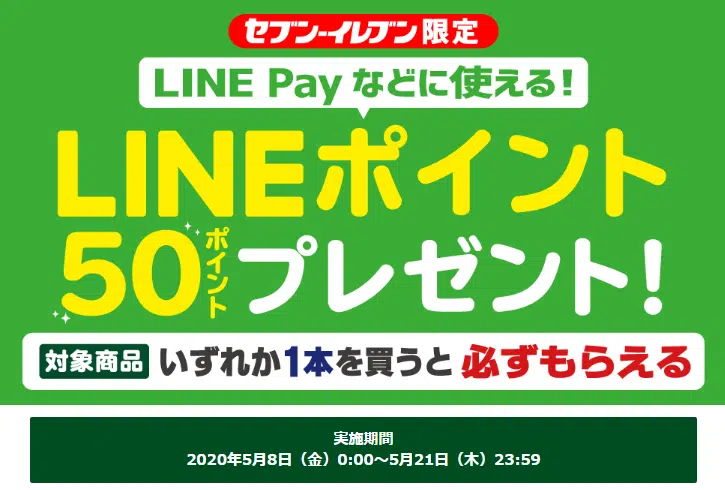 セブン-イレブン限定
LINE Pay などに使える!
LINEポイント
50ポイントプレゼント!
対象商品 いずれか1本を買うと 必ずもらえる
実施期間
2020年5月8日（金）0:00～5月21日（木）23:59